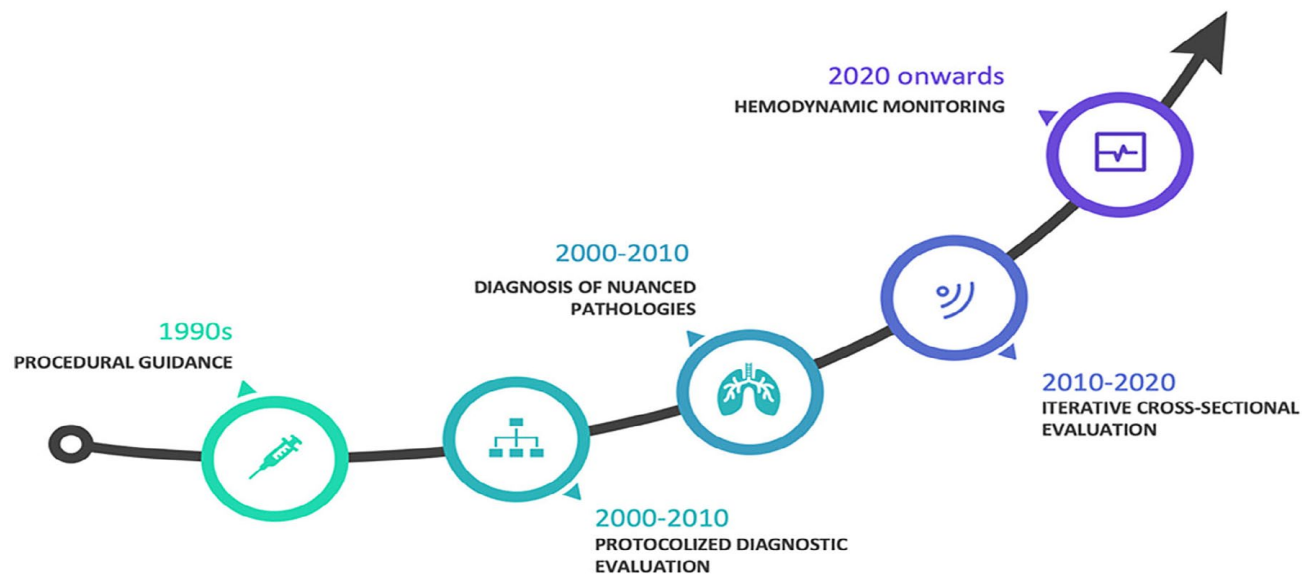 1990s
PROCEDURAL GUIDANCE
2000-2010
PROTOCOLIZED DIAGNOSTIC
EVALUATION
2000-2010
DIAGNOSIS OF NUANCED
PATHOLOGIES
2010-2020
ITERATIVE CROSS-SECTIONAL
EVALUATION
2020 onwards
HEMODYNAMIC MONITORING